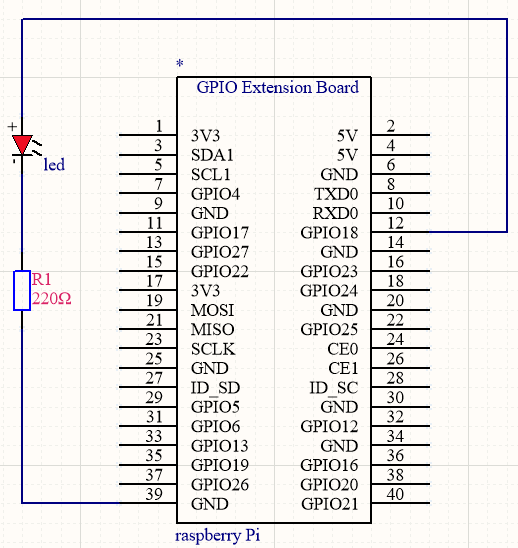 *
GPIO Extension Board
1 3V3 5V 2
3 SDA1 5V 4
5 SCL1 GND 6
7 GPIO4 TXD0 8
9 GND RXD0 10
11 GPIO17 GPIO18 12
13 GPIO27 GND 14
15 GPIO22 GPIO23 16
17 3V3 GPIO24 18
19 MOSI GND 20
21 MISO GPIO25 22
23 SCLK CE0 24
25 GND CE1 26
27 ID_SD ID_SC 28
29 GPIO5 GND 30
31 GPIO6 GPIO12 32
33 GPIO13 GND 34
35 GPIO19 GPIO16 36
37 GPIO26 GPIO20 38
39 GND GPIO21 40
raspberry Pi
+
-
led
R1
220Ω